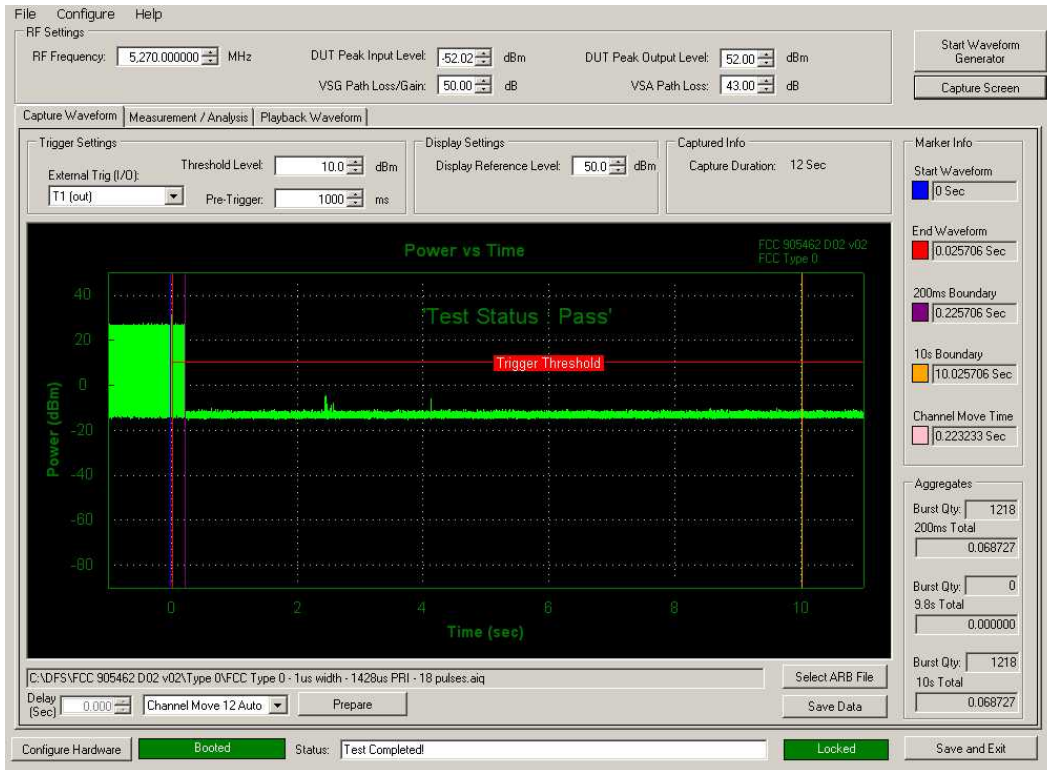 File Configure Help
RF Settings
RF Frequency: 5,270.000000 MHz
DUT Peak Input Level: -52.02 dBm
DUT Peak Output Level: 52.00 dBm
VSG Path Loss/Gain: 50.00 dB
VSA Path Loss: 43.00 dB
Start Waveform
Generator
Capture Screen
Capture Waveform Measurement / Analysis Playback Waveform
Trigger Settings
External Trig (I/O):
T1 (out)
Threshold Level: 10.0 dBm
Pre-Trigger: 1000 ms
Display Settings
Display Reference Level: 50.0 dBm
Captured Info
Capture Duration: 12 Sec
Marker Info
Start Waveform
0 Sec
End Waveform
0.025706 Sec
200ms Boundary
0.225706 Sec
10s Boundary
10.025706 Sec
Channel Move Time
0.223233 Sec
Power vs Time
FCC 905462 D02 v02
FCC Type 0
'Test Status : Pass'
Trigger Threshold
Power (dBm)
40
20
0
-20
-40
-60
-80
0 2 4 6 8 10
Time (sec)
Aggregates
Burst Qty: 1218
200ms Total
0.068727
Burst Qty: 0
9.8s Total
0.000000
Burst Qty: 1218
10s Total
0.068727
C:\DFS\FCC 905462 D02 v02\Type 0\FCC Type 0 - 1us width - 1428us PRI - 18 pulses.aiq
Select ARB File
Delay
(Sec) 0.000 Channel Move 12 Auto Prepare
Save Data
Configure Hardware Booted Status: Test Completed! Locked Save and Exit